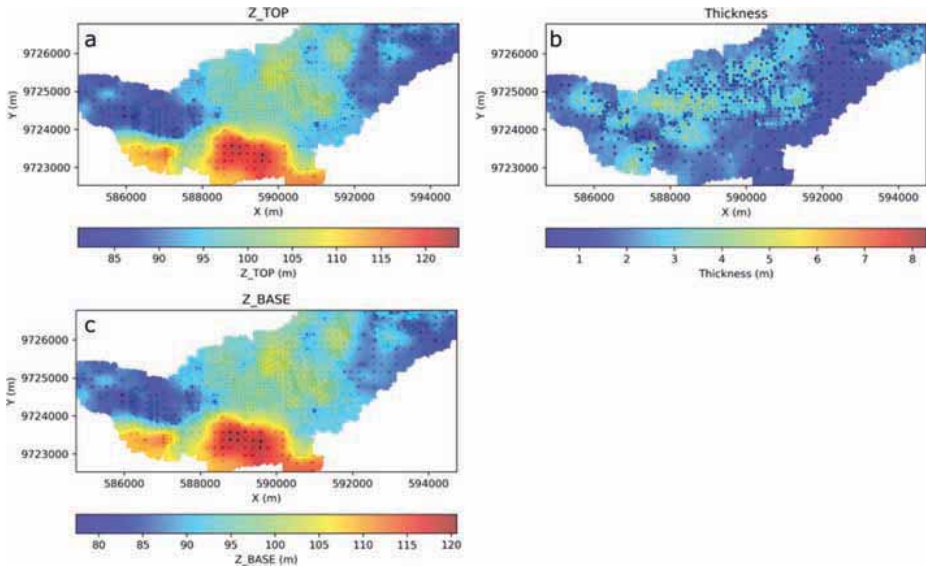 Z_TOP
a
9726000
9725000
9724000
9723000
Y (m)
586000 588000 590000 592000 594000
X (m)
85 90 95 100 105 110 115 120
Z_TOP (m)
Thickness
b
9726000
9725000
9724000
9723000
Y (m)
586000 588000 590000 592000 594000
X (m)
1 2 3 4 5 6 7 8
Thickness (m)
Z_BASE
c
9726000
9725000
9724000
9723000
Y (m)
586000 588000 590000 592000 594000
X (m)
80 85 90 95 100 105 110 115 120
Z_BASE (m)